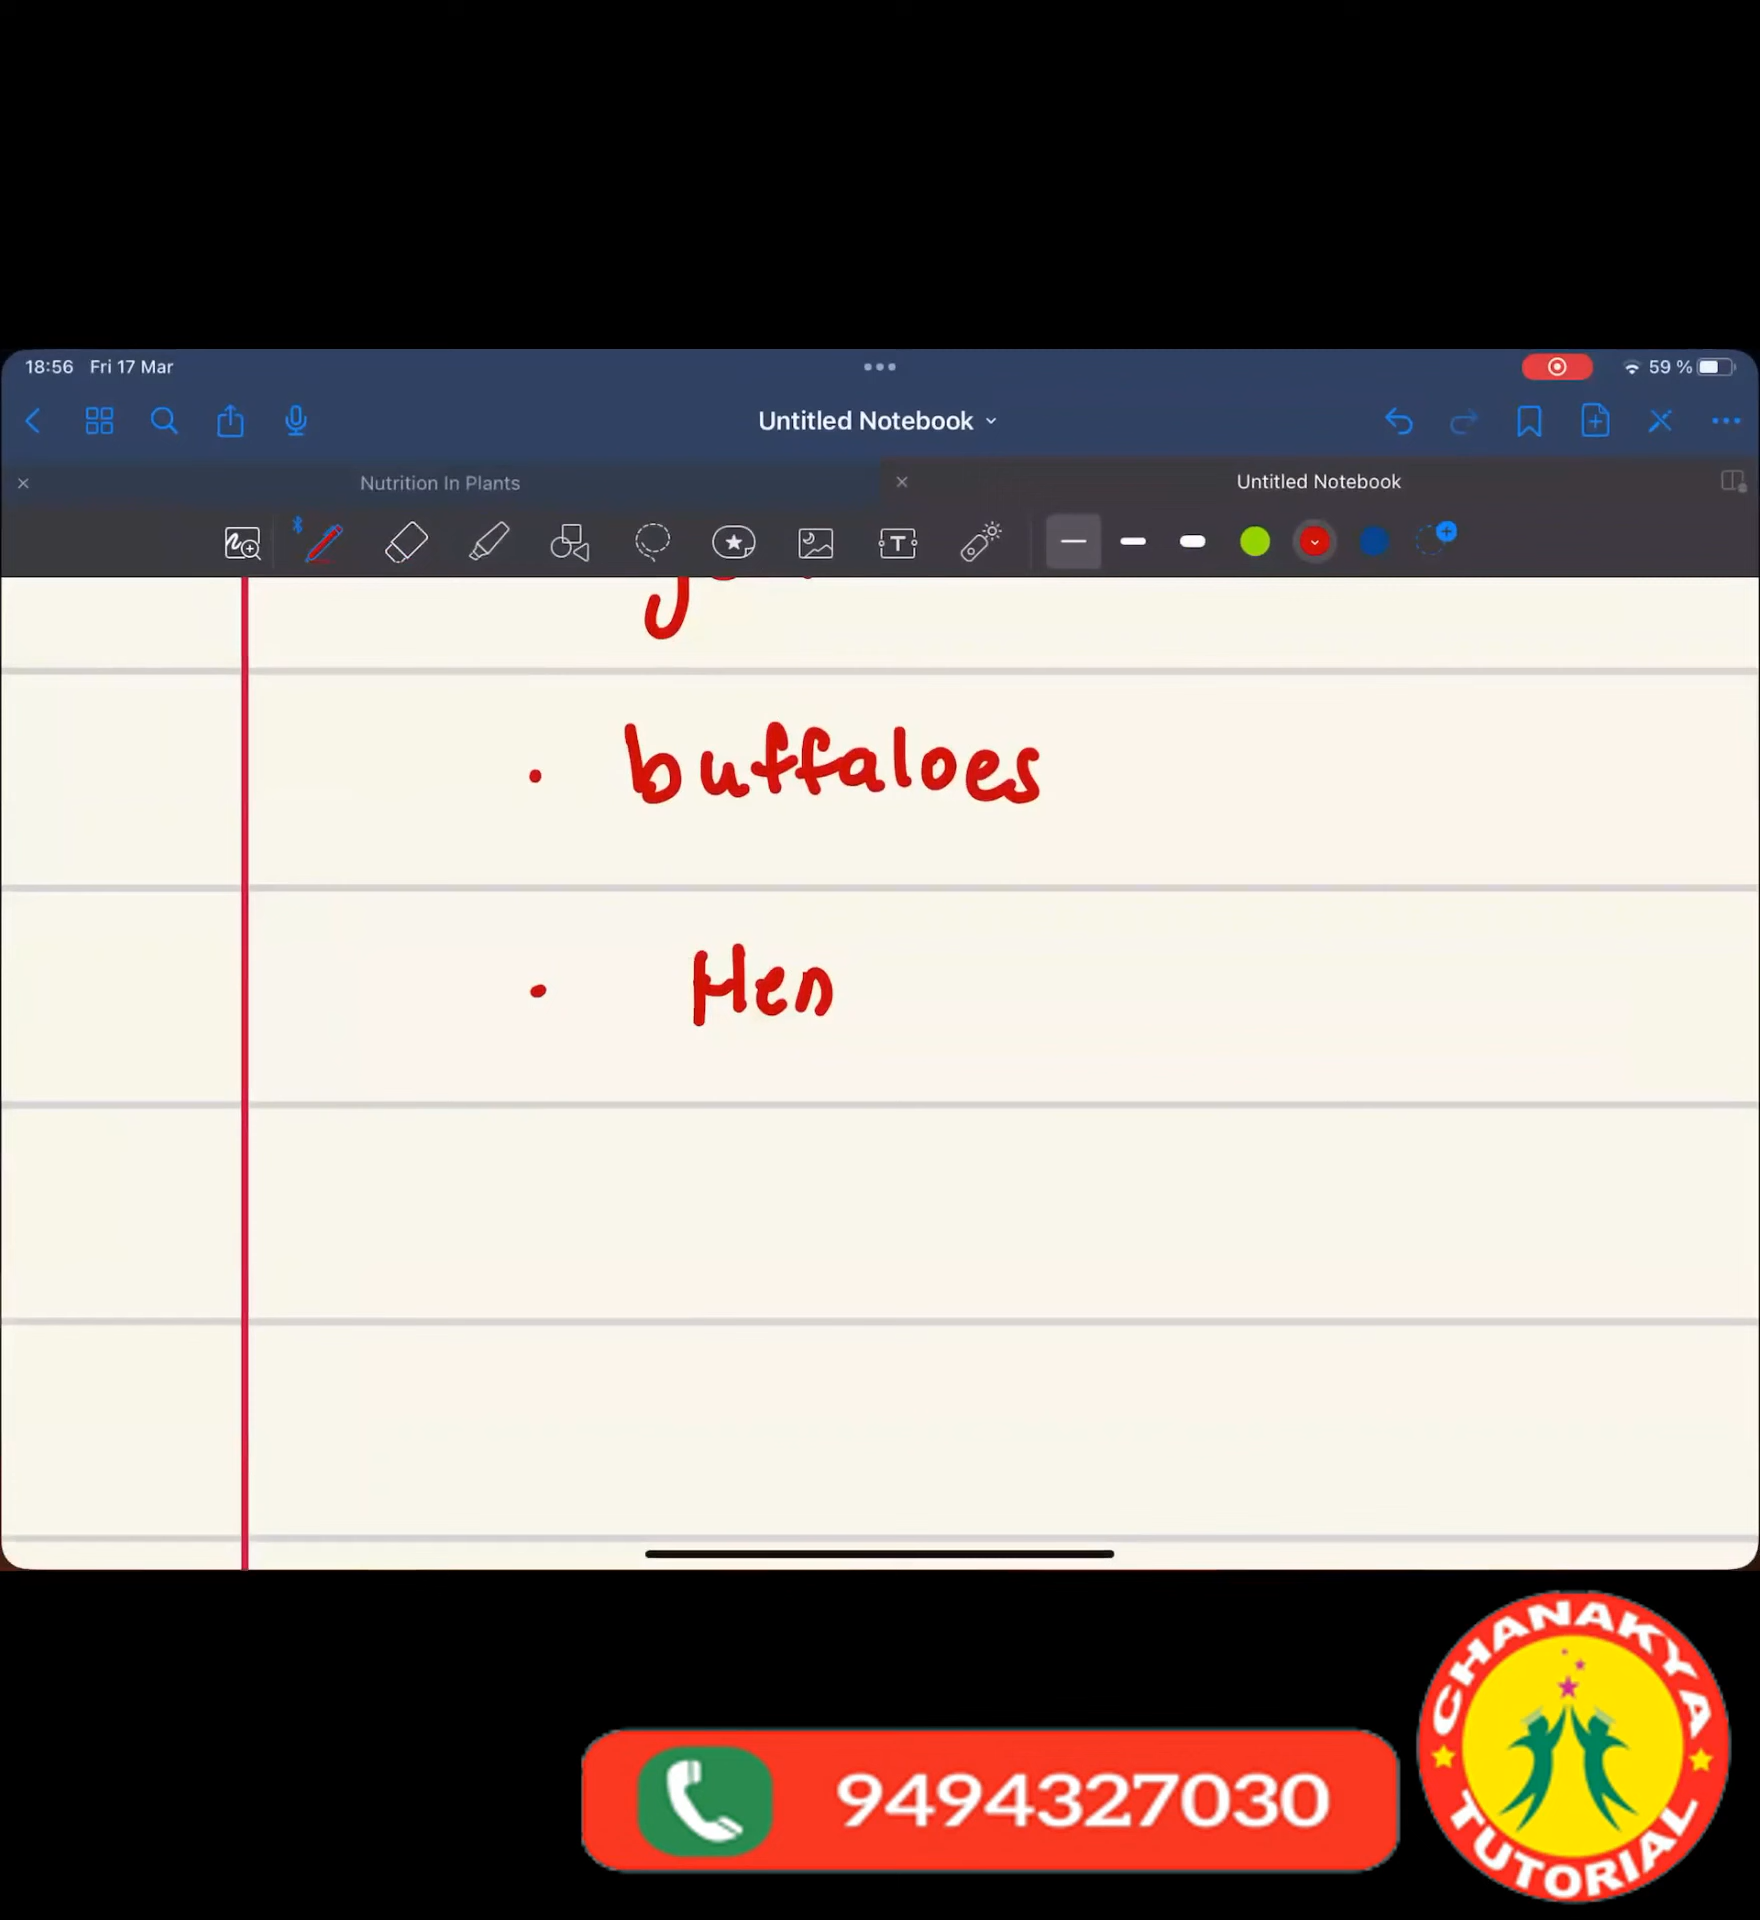 18:56 Fri 17 Mar
59 %
Untitled Notebook
Nutrition In Plants
Untitled Notebook
T
· buffaloes
· Hen
9494327030
CHANAKYA
TUTORIAL